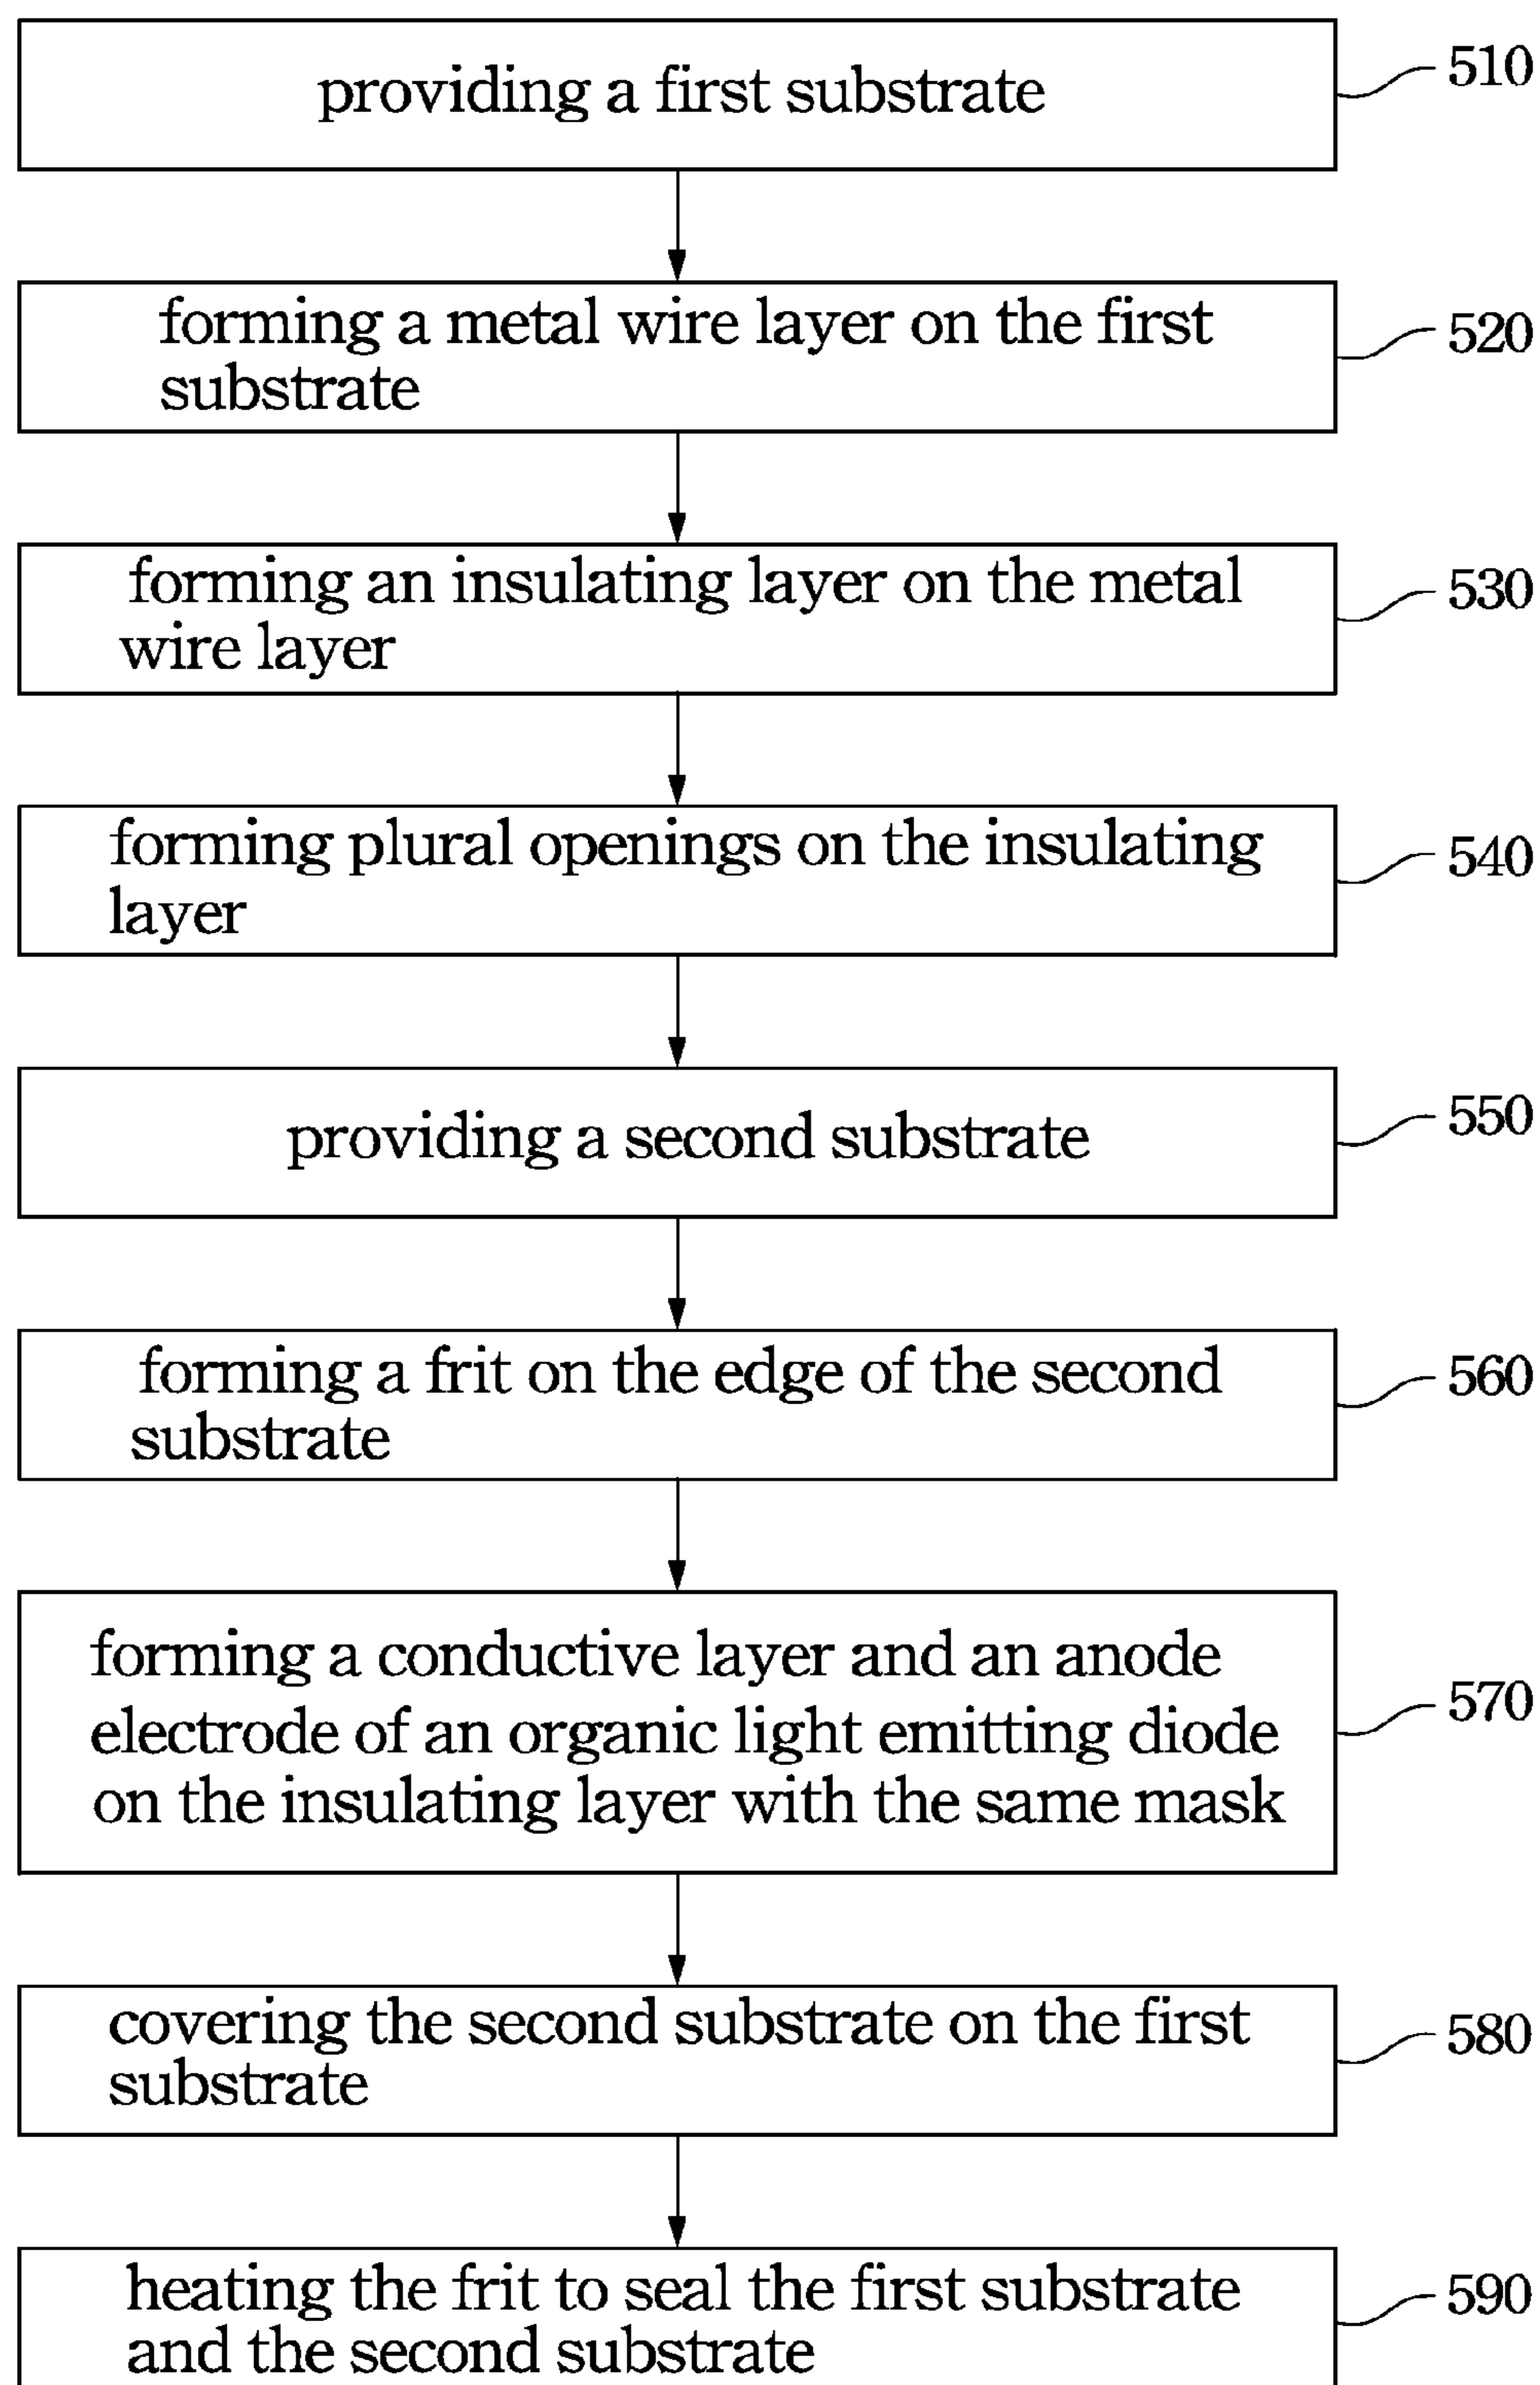 providing a first substrate
510
forming a metal wire layer on the first
substrate
520
forming an insulating layer on the metal
wire layer
530
forming plural openings on the insulating
layer
540
providing a second substrate
550
forming a frit on the edge of the second
substrate
560
forming a conductive layer and an anode
electrode of an organic light emitting diode
on the insulating layer with the same mask
570
covering the second substrate on the first
substrate
580
heating the frit to seal the first substrate
and the second substrate
590